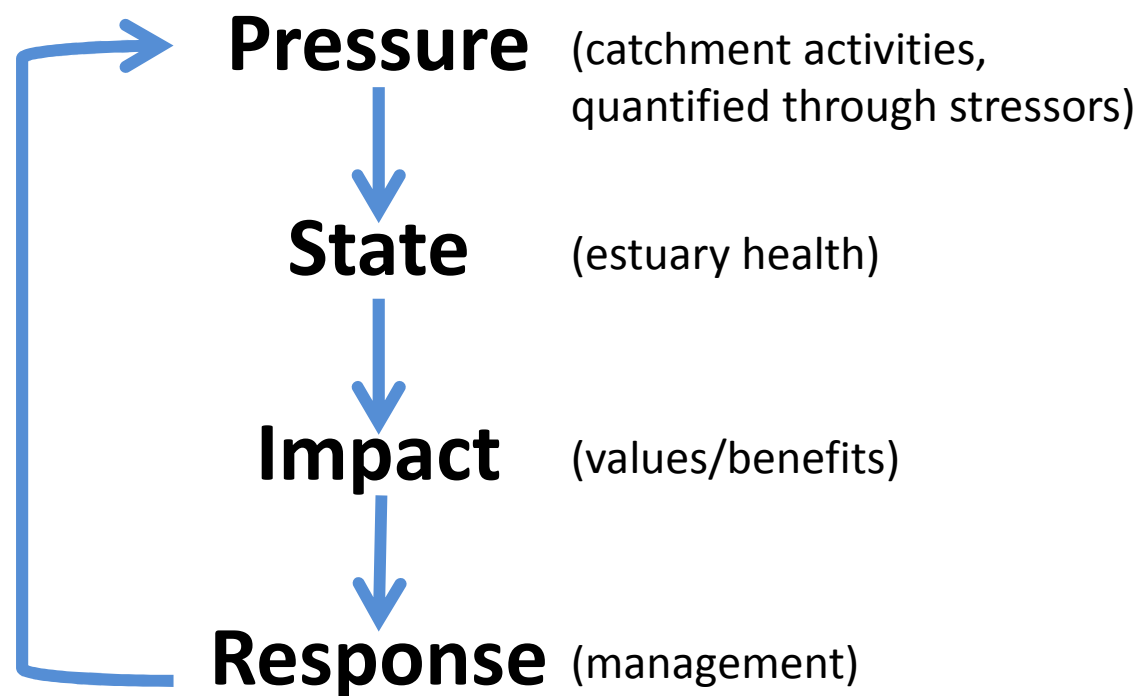 Pressure (catchment activities,
quantified through stressors)
State (estuary health)
Impact (values/benefits)
Response (management)